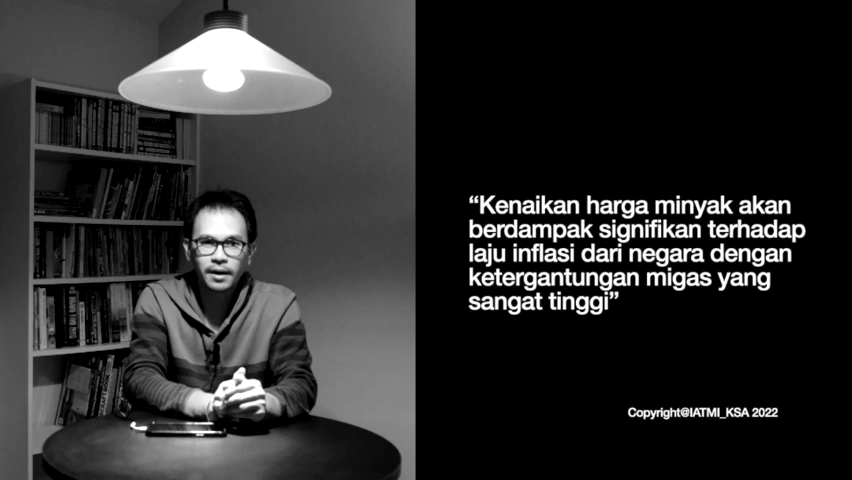 “Kenaikan harga minyak akan
berdampak signifikan terhadap
laju inflasi dari negara dengan
ketergantungan migas yang
sangat tinggi”
Copyright@IATMI_KSA 2022